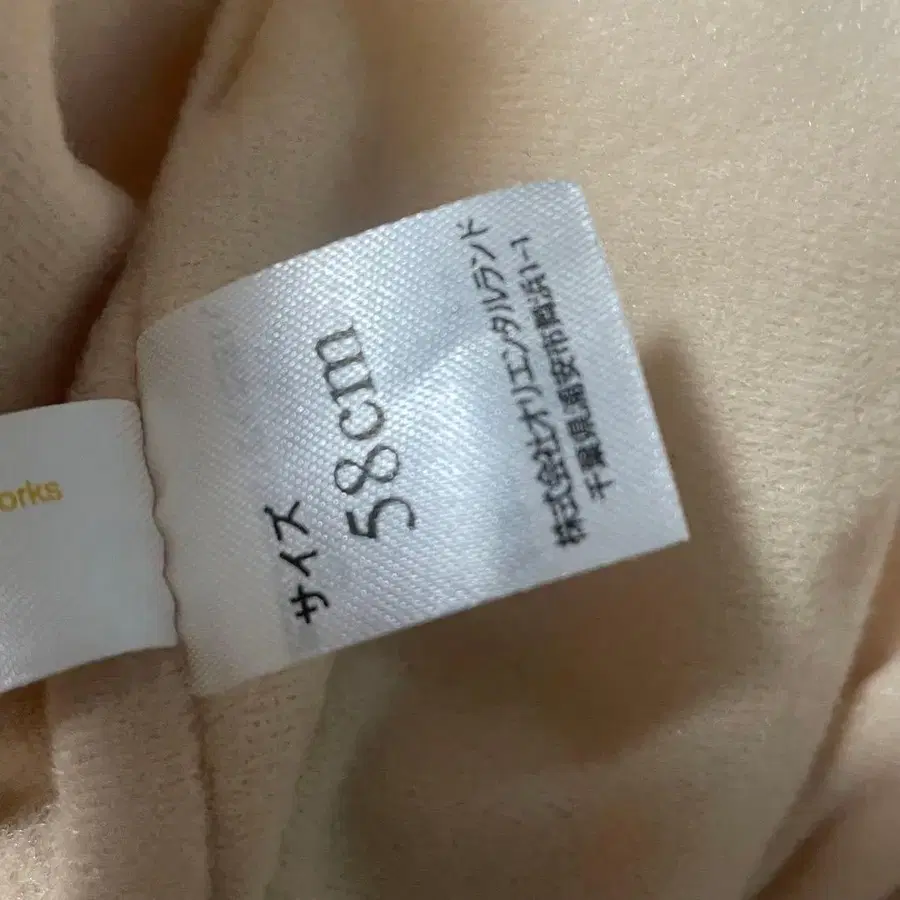 サイズ
58cm
株式会社オリエンタルランド
千葉県浦安市舞浜1-1
orks